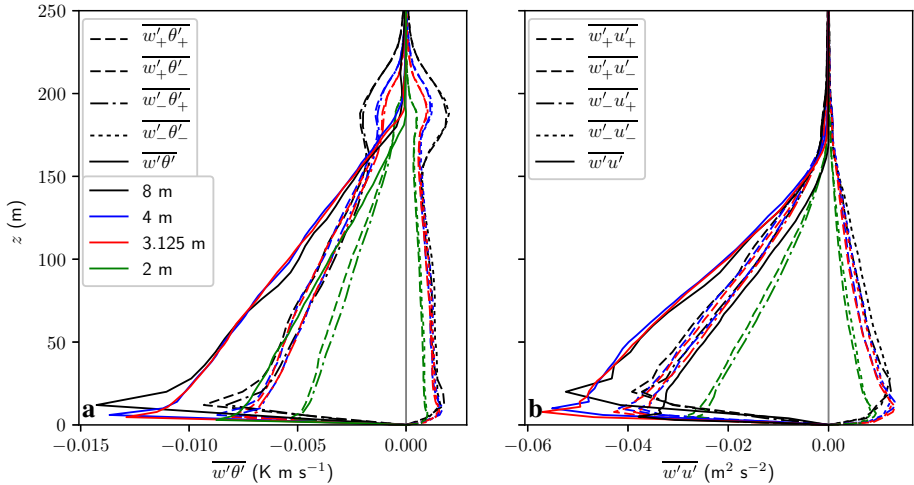 250
200
150
100
50
0
z (m)
w′₊θ′₊
w′₊θ′₋
w′₋θ′₊
w′₋θ′₋
w′θ′
8 m
4 m
3.125 m
2 m
a
−0.015
−0.010
−0.005
0.000
w′θ′ (K m s⁻¹)
w′₊u′₊
w′₊u′₋
w′₋u′₊
w′₋u′₋
w′u′
b
−0.06
−0.04
−0.02
0.00
w′u′ (m² s⁻²)